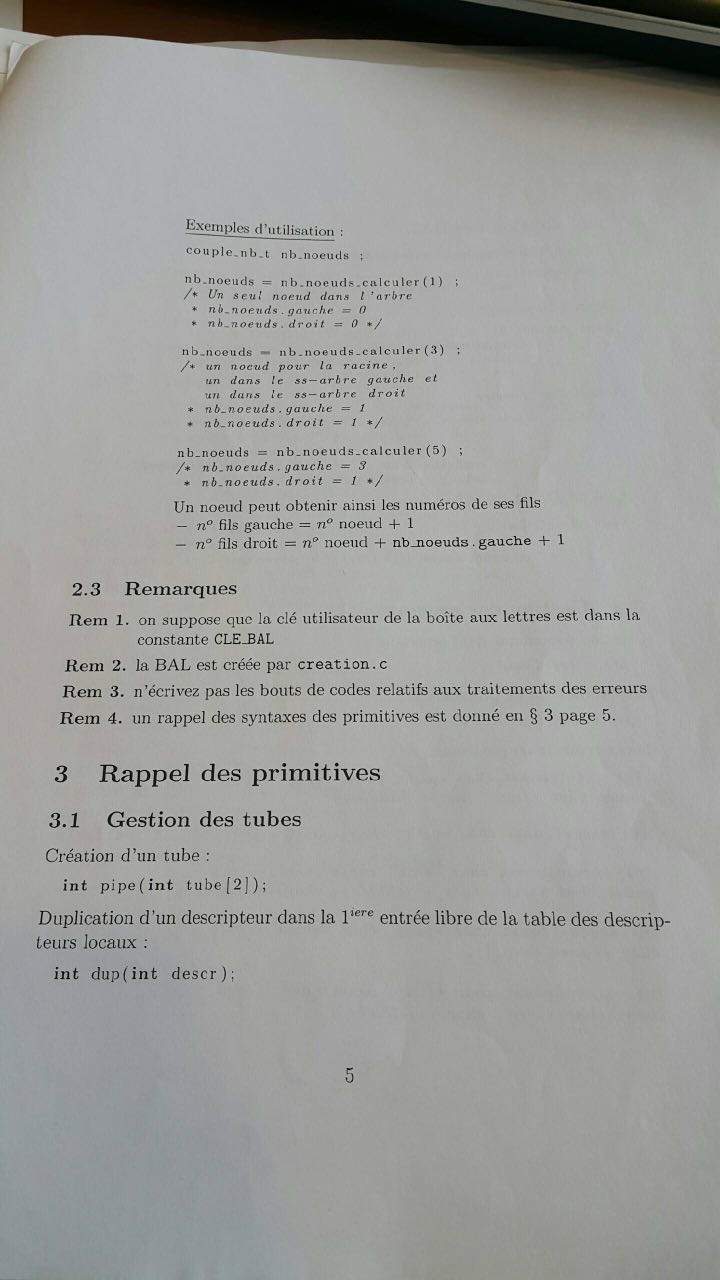 Exemples d'utilisation :
couple_nb_t nb_noeuds ;
nb_noeuds = nb_noeuds_calculer(1) ;
/* Un seul noeud dans l'arbre
* nb_noeuds.gauche = 0
* nb_noeuds.droit = 0 */
nb_noeuds = nb_noeuds_calculer(3) ;
/* un noeud pour la racine,
un dans le ss-arbre gauche et
un dans le ss-arbre droit
* nb_noeuds.gauche = 1
* nb_noeuds.droit = 1 */
nb_noeuds = nb_noeuds_calculer(5) ;
/* nb_noeuds.gauche = 3
* nb_noeuds.droit = 1 */
Un noeud peut obtenir ainsi les numéros de ses fils
– nº fils gauche = nº noeud + 1
– nº fils droit = nº noeud + nb_noeuds.gauche + 1
2.3 Remarques
Rem 1. on suppose que la clé utilisateur de la boîte aux lettres est dans la
constante CLE_BAL
Rem 2. la BAL est créée par creation.c
Rem 3. n'écrivez pas les bouts de codes relatifs aux traitements des erreurs
Rem 4. un rappel des syntaxes des primitives est donné en § 3 page 5.
3 Rappel des primitives
3.1 Gestion des tubes
Création d'un tube :
int pipe(int tube[2]);
Duplication d'un descripteur dans la 1iere entrée libre de la table des descrip-
teurs locaux :
int dup(int descr);
5